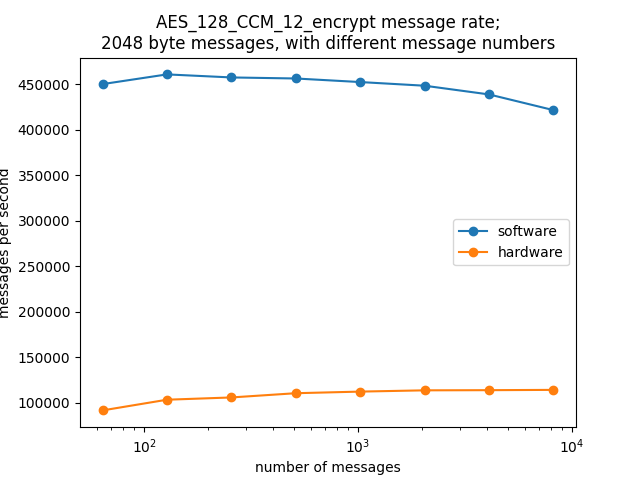 AES_128_CCM_12_encrypt message rate;
2048 byte messages, with different message numbers
messages per second
450000
400000
350000
300000
250000
200000
150000
100000
software
hardware
10²
10³
10⁴
number of messages